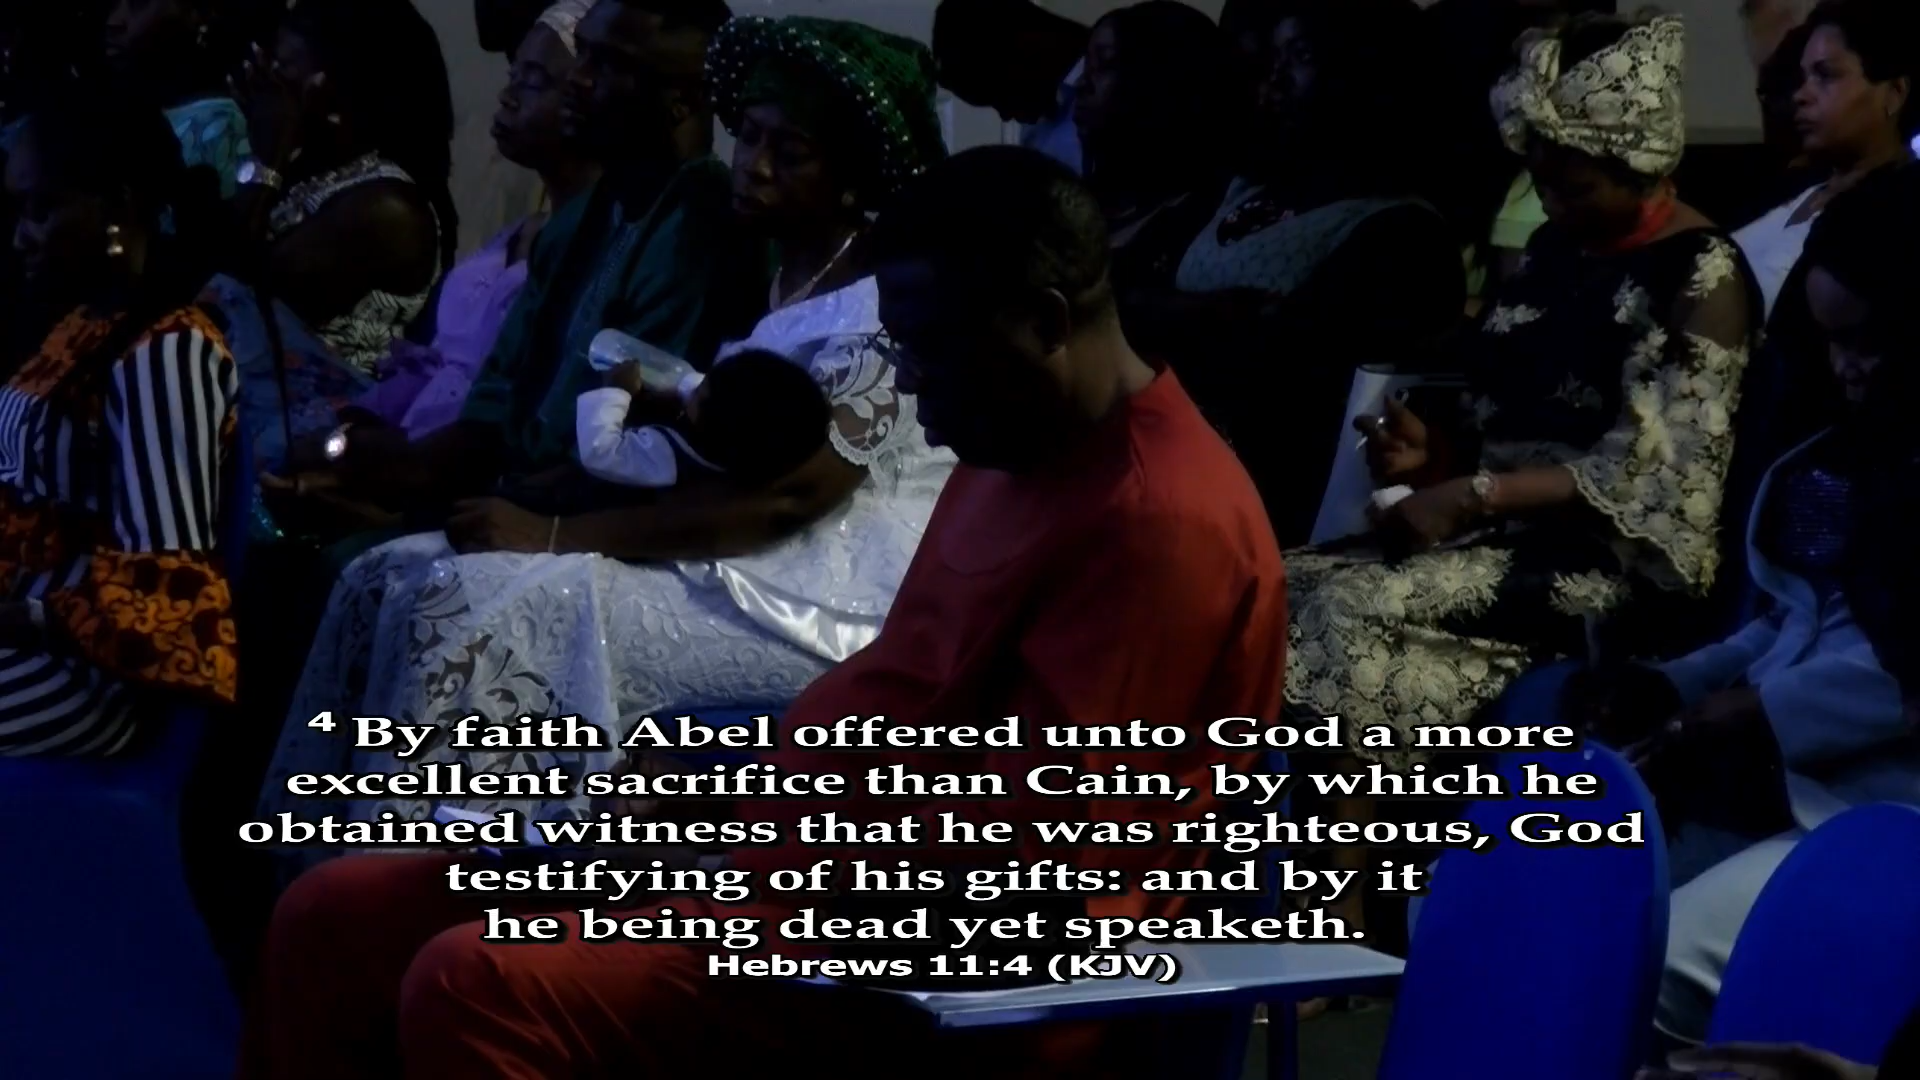 4 By faith Abel offered unto God a more
excellent sacrifice than Cain, by which he
obtained witness that he was righteous, God
testifying of his gifts: and by it
he being dead yet speaketh.
Hebrews 11:4 (KJV)